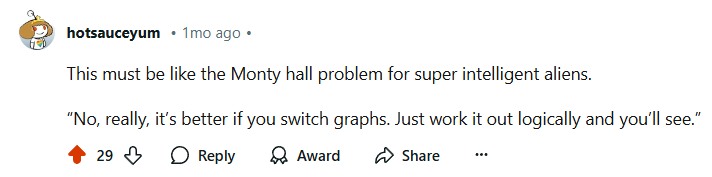 hotsauceyum • 1mo ago •
This must be like the Monty hall problem for super intelligent aliens.
“No, really, it’s better if you switch graphs. Just work it out logically and you’ll see.”
29 Reply Award Share ...